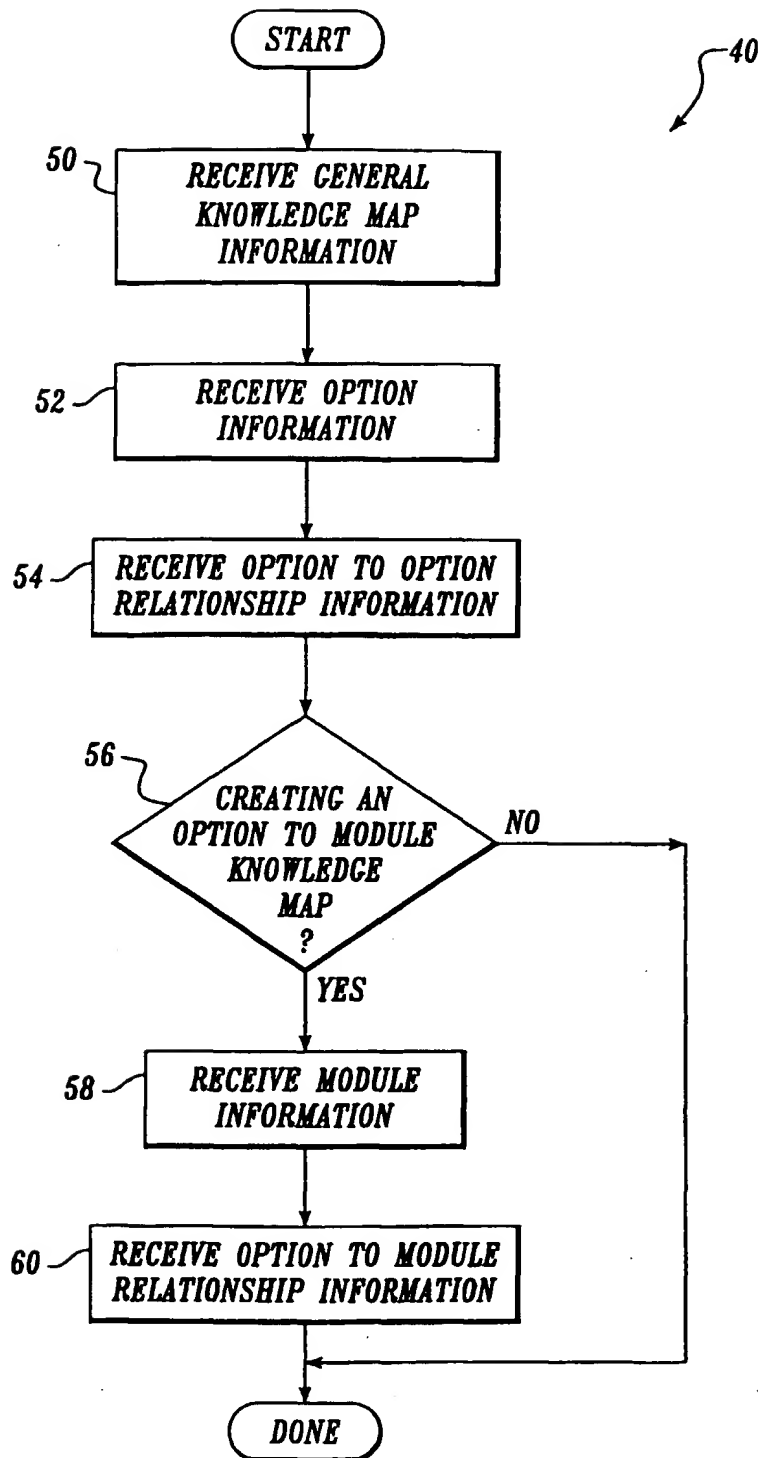 START
40
50
RECEIVE GENERAL
KNOWLEDGE MAP
INFORMATION
52
RECEIVE OPTION
INFORMATION
54
RECEIVE OPTION TO OPTION
RELATIONSHIP INFORMATION
56
CREATING AN
OPTION TO MODULE
KNOWLEDGE
MAP
?
NO
YES
58
RECEIVE MODULE
INFORMATION
60
RECEIVE OPTION TO MODULE
RELATIONSHIP INFORMATION
DONE